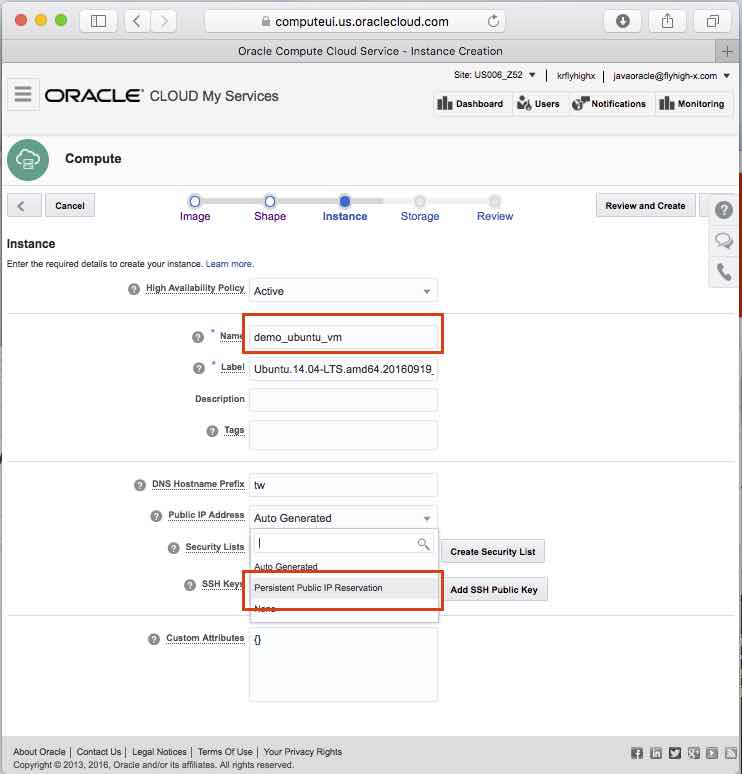 computeui.us.oraclecloud.com
Oracle Compute Cloud Service - Instance Creation
Site: US006_Z52 krflyhighx javaoracle@flyhigh-x.com
ORACLE CLOUD My Services
Dashboard Users Notifications Monitoring
Compute
Cancel Review and Create
Image Shape Instance Storage Review
Instance
Enter the required details to create your instance. Learn more.
High Availability Policy Active
* Name demo_ubuntu_vm
* Label Ubuntu.14.04-LTS.amd64.20160919_
Description
Tags
DNS Hostname Prefix tw
Public IP Address Auto Generated
Security Lists Create Security List
Auto Generated
SSH Keys Persistent Public IP Reservation Add SSH Public Key
None
Custom Attributes {}
About Oracle | Contact Us | Legal Notices | Terms Of Use | Your Privacy Rights
Copyright © 2013, 2016, Oracle and/or its affiliates. All rights reserved.